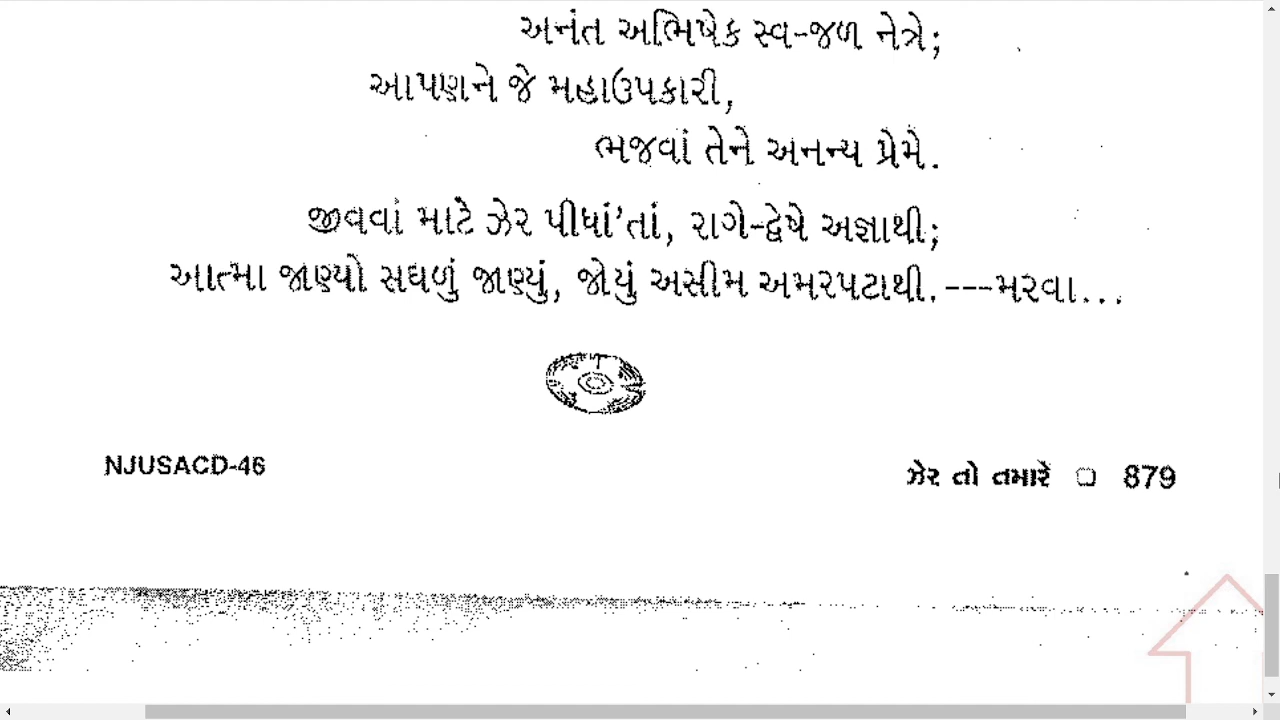 અનંત અભિષેક સ્વ-જળ નેત્રે;
આપણને જે મહાઉપકારી,
ભજવાં તેને અનન્ય પ્રેમે.
જીવવાં માટે ઝેર પીધાં'તાં, રાગે-દ્વેષે અજ્ઞાથી;
આત્મા જાણ્યો સઘળું જાણ્યું, જોયું અસીમ અમરપટાથી.---મરવા...
NJUSACD-46
ઝેર તો તમારે □ 879